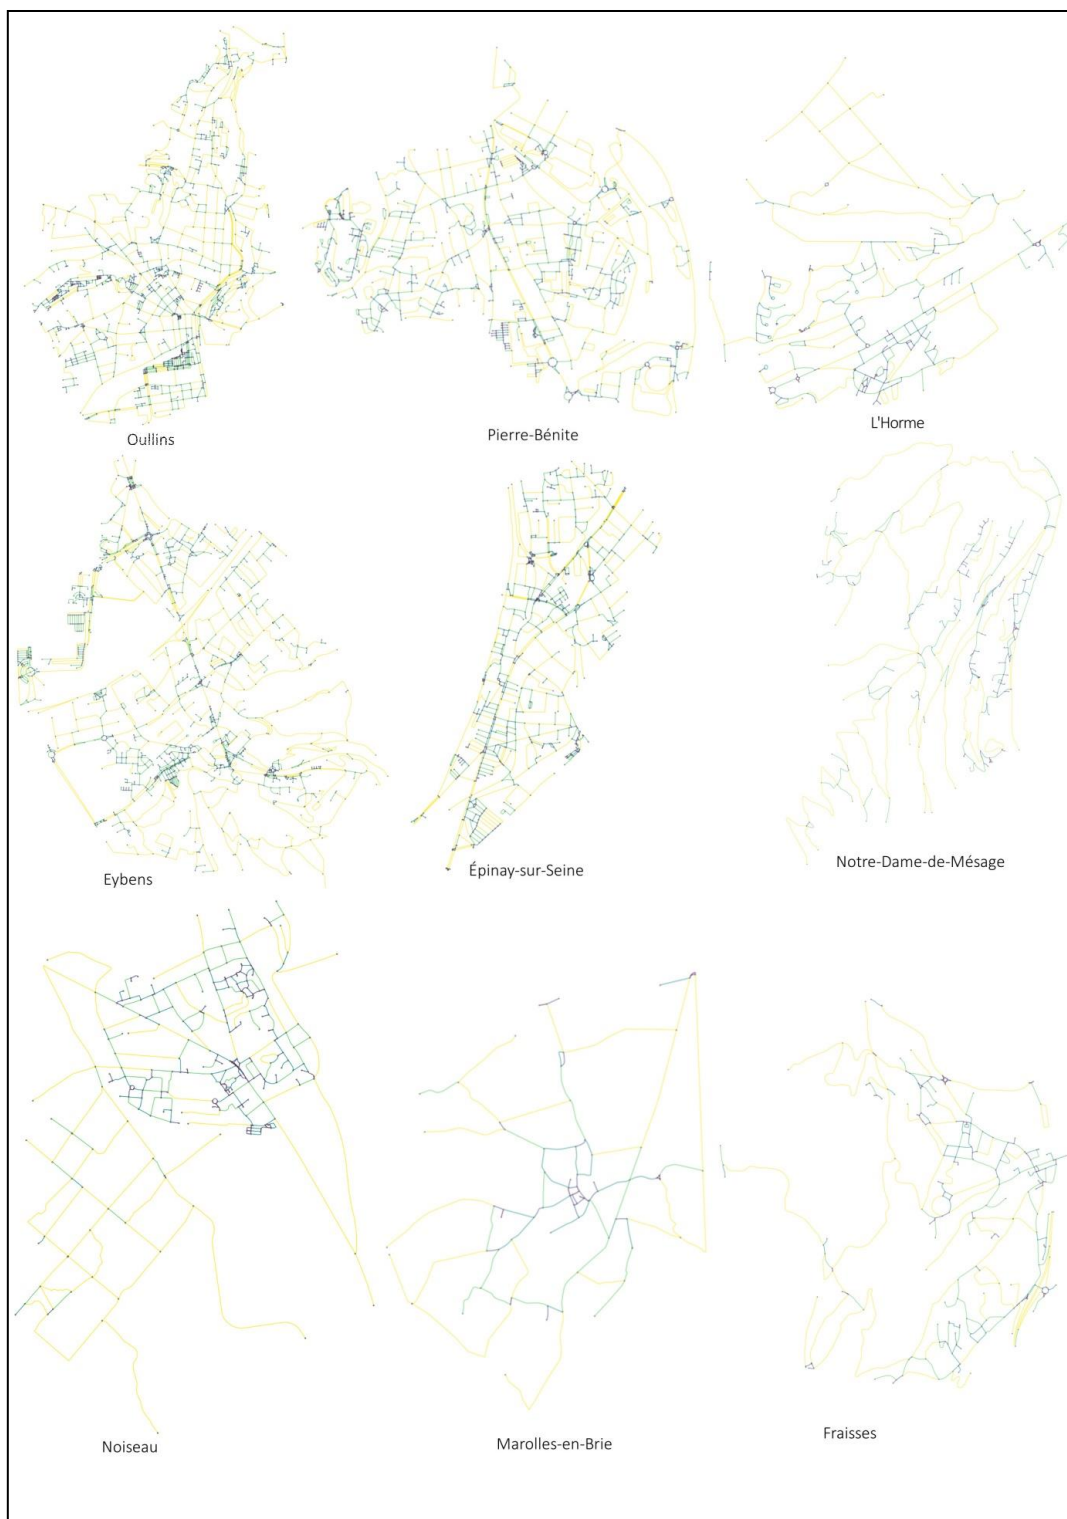 Oullins
Pierre-Bénite
L'Horme
Eybens
Épinay-sur-Seine
Notre-Dame-de-Mésage
Noiseau
Marolles-en-Brie
Fraisses